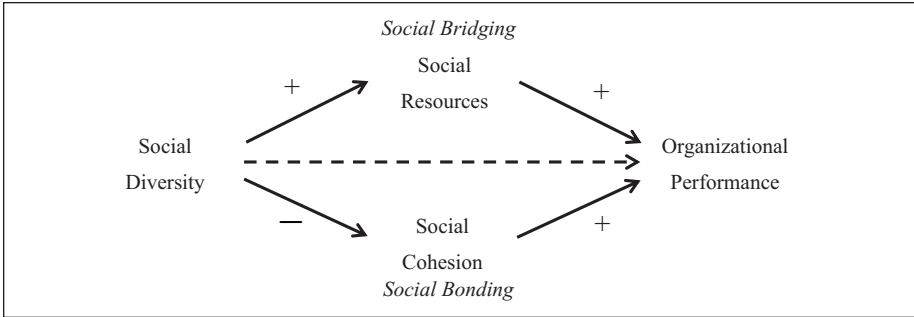 Social Bridging
Social
Resources
+
+
Social
Diversity
Organizational
Performance
−
+
Social
Cohesion
Social Bonding